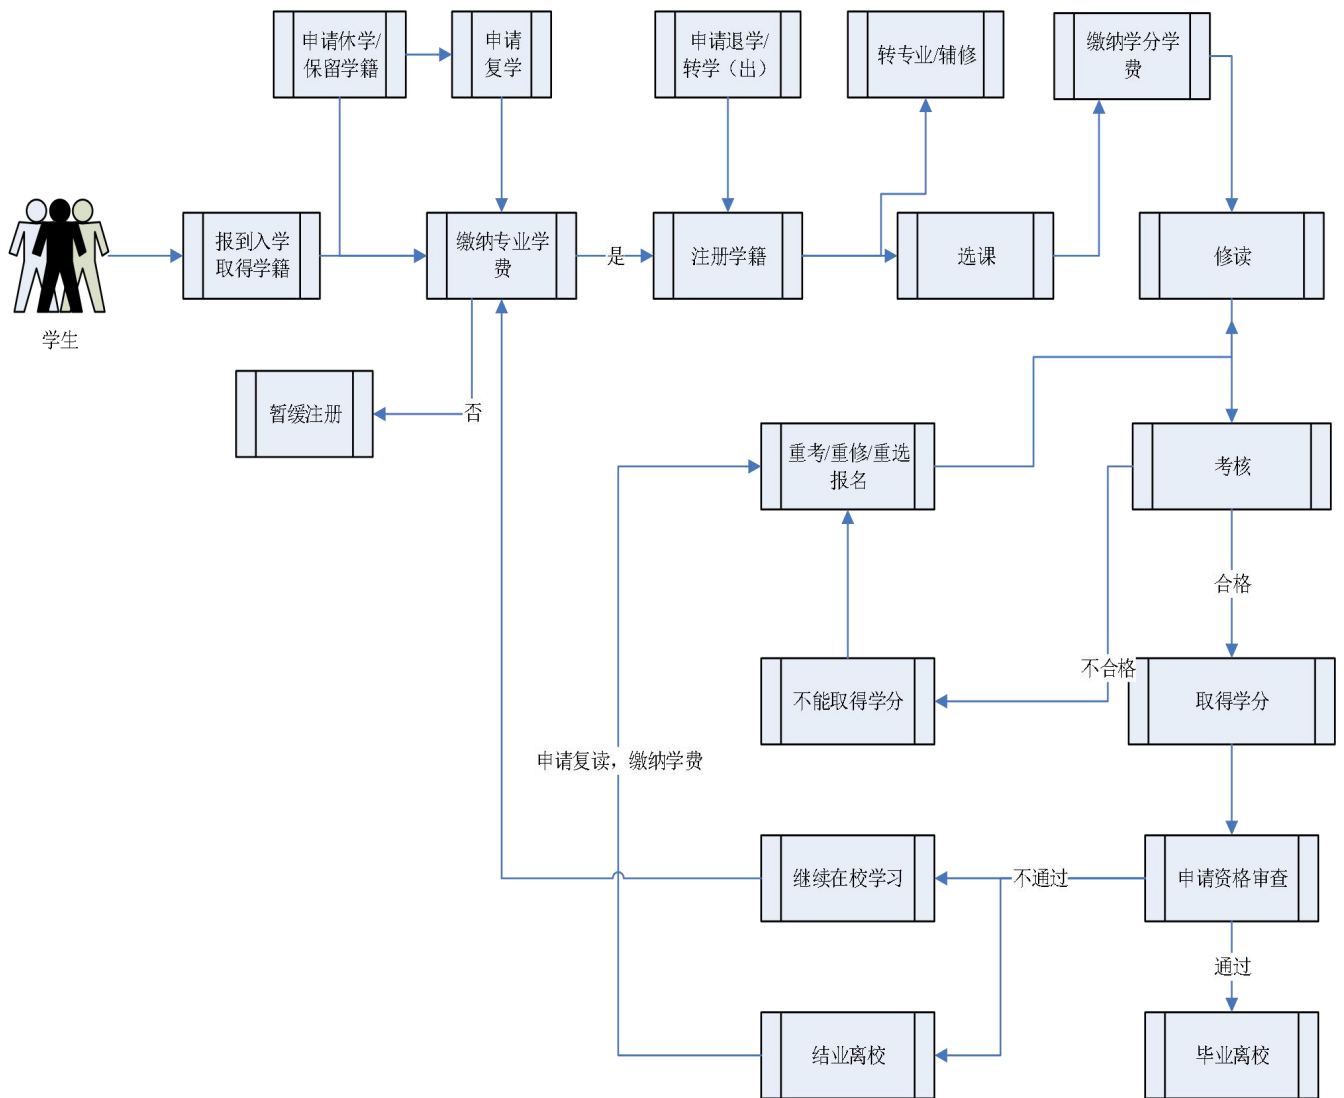 申请休学/
保留学籍
申请
复学
申请退学/
转学（出）
转专业/辅修
缴纳学分学
费
学生
报到入学
取得学籍
缴纳专业学
费
是
注册学籍
选课
修读
暂缓注册
否
重考/重修/重选
报名
考核
合格
不合格
不能取得学分
取得学分
申请复读，缴纳学费
继续在校学习
不通过
申请资格审查
通过
结业离校
毕业离校